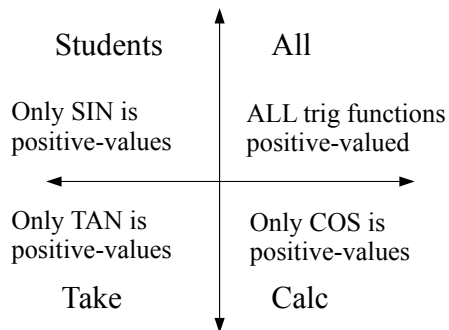 Students
All
Only SIN is
positive-values
ALL trig functions
positive-valued
Only TAN is
positive-values
Only COS is
positive-values
Take
Calc